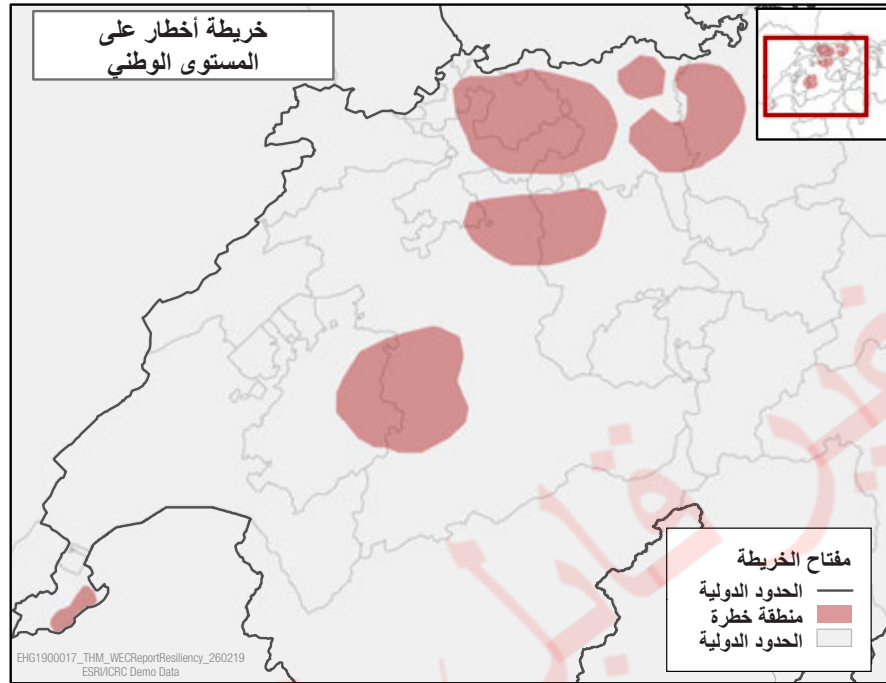 خريطة أخطار على
المستوى الوطني
مفتاح الخريطة
الحدود الدولية
منطقة خطرة
الحدود الدولية
EHG1900017_THM_WECReportResiliency_260219
ESRI/ICRC Demo Data